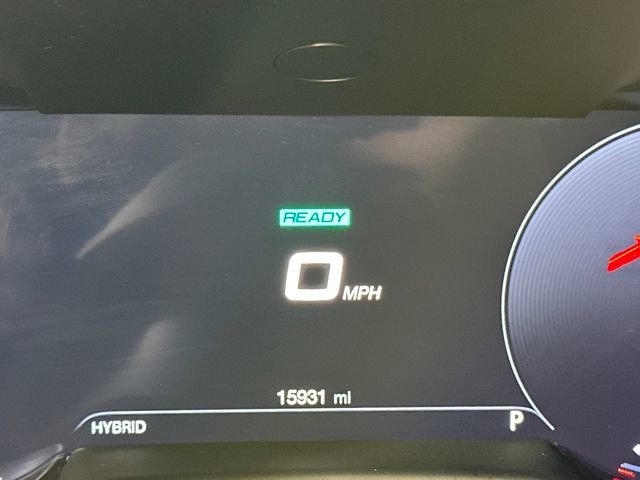 READY
0 MPH
15931 mi
HYBRID P